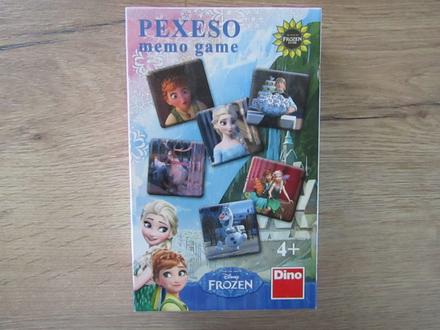 PEXESO
memo game
FROZEN
4+
Disney
FROZEN
Dino